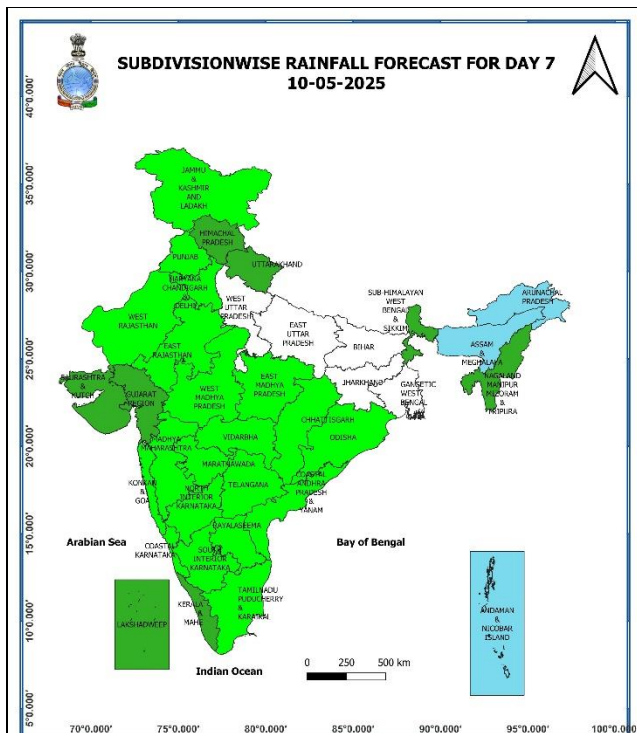 SUBDIVISIONWISE RAINFALL FORECAST FOR DAY 7
10-05-2025
40°0.000'
35°0.000'
30°0.000'
25°0.000'
20°0.000'
15°0.000'
10°0.000'
5°0.000'
JAMMU
&
KASHMIR
AND
LADAKH
HIMACHAL
PRADESH
PUNJAB
UTTARAKHAND
HARYANA
CHANDIGARH
&
DELHI
WEST
UTTAR
PRADESH
SUB-HIMALAYAN
WEST
BENGAL
&
SIKKIM
ARUNACHAL
PRADESH
WEST
RAJASTHAN
EAST
UTTAR
PRADESH
BIHAR
ASSAM
&
MEGHALAYA
EAST
RAJASTHAN
NAGALAND
MANIPUR
MIZORAM
&
TRIPURA
SAURASHTRA
&
KUTCH
GUJARAT
REGION
WEST
MADHYA
PRADESH
EAST
MADHYA
PRADESH
JHARKHAND
GANGETIC
WEST
BENGAL
CHHATTISGARH
ODISHA
MADHYA
MAHARASHTRA
VIDARBHA
MARATHWADA
KONKAN
&
GOA
NORTH
INTERIOR
KARNATAKA
TELANGANA
COASTAL
ANDHRA
PRADESH
&
YANAM
RAYALASEEMA
Arabian Sea
COASTAL
KARNATAKA
SOUTH
INTERIOR
KARNATAKA
Bay of Bengal
LAKSHADWEEP
KERALA
&
MAHE
TAMILNADU
PUDUCHERRY
&
KARAIKAL
ANDAMAN
&
NICOBAR
ISLAND
Indian Ocean
0 250 500 km
70°0.000' 75°0.000' 80°0.000' 85°0.000' 90°0.000' 95°0.000' 100°0.000'